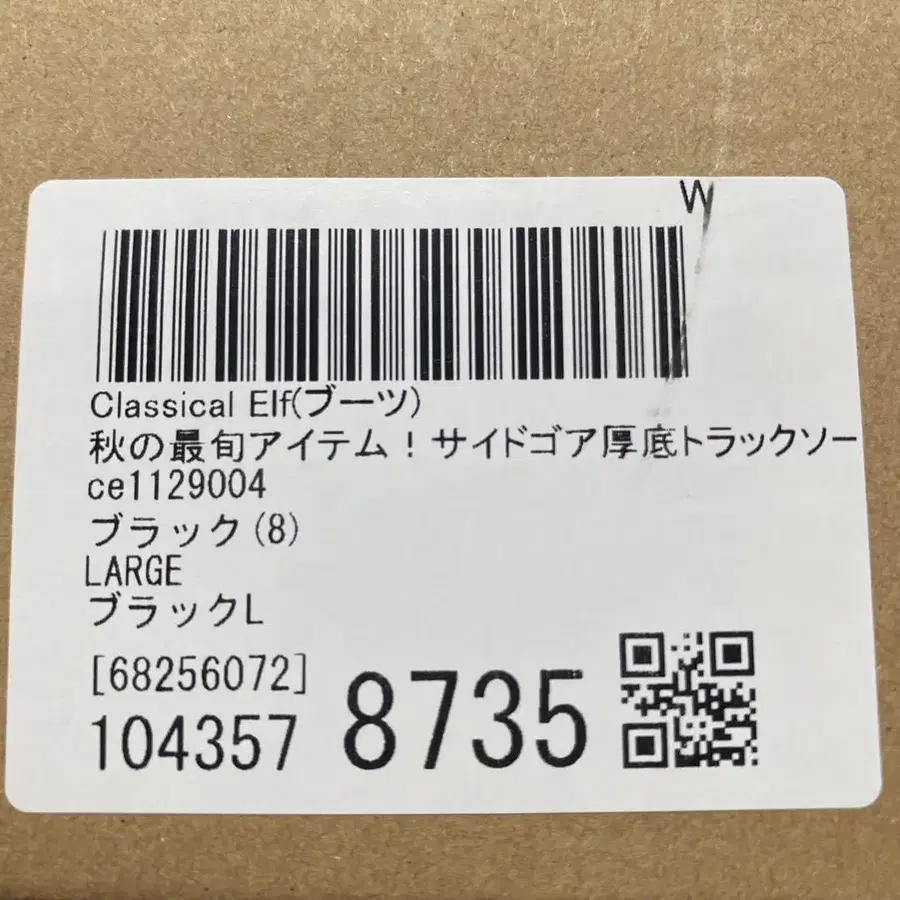 W
Classical Elf(ブーツ)
秋の最旬アイテム！サイドゴア厚底トラックソー
ce1129004
ブラック(8)
LARGE
ブラックL
[68256072]
104357 8735